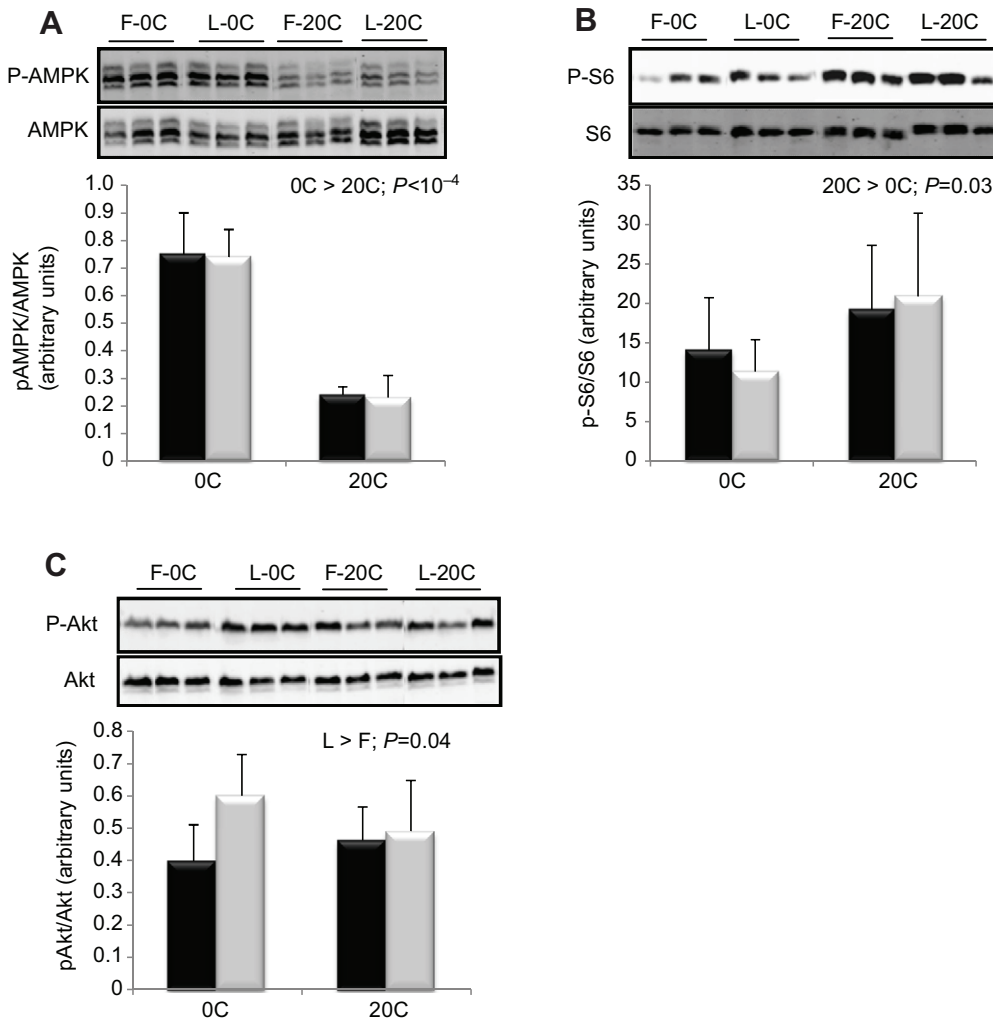 A
F-0C L-0C F-20C L-20C
P-AMPK
AMPK
0C > 20C; P<10⁻⁴
pAMPK/AMPK
(arbitrary units)
1.0
0.9
0.8
0.7
0.6
0.5
0.4
0.3
0.2
0.1
0
0C 20C
B
F-0C L-0C F-20C L-20C
P-S6
S6
20C > 0C; P=0.03
p-S6/S6 (arbitrary units)
35
30
25
20
15
10
5
0
0C 20C
C
F-0C L-0C F-20C L-20C
P-Akt
Akt
L > F; P=0.04
pAkt/Akt (arbitrary units)
0.8
0.7
0.6
0.5
0.4
0.3
0.2
0.1
0
0C 20C